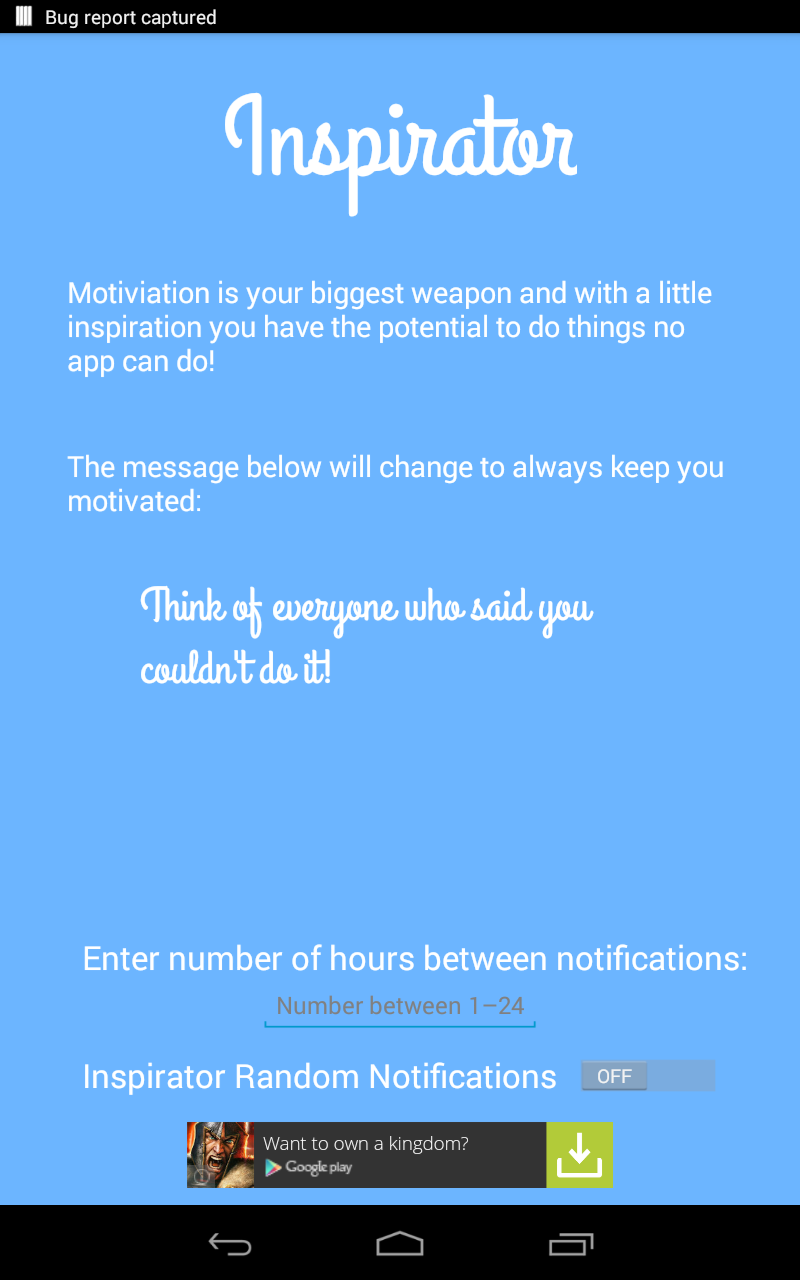 Bug report captured
Inspirator
Motiviation is your biggest weapon and with a little
inspiration you have the potential to do things no
app can do!
The message below will change to always keep you
motivated:
Think of everyone who said you
couldn't do it!
Enter number of hours between notifications:
Number between 1–24
Inspirator Random Notifications OFF
Want to own a kingdom?
Google play